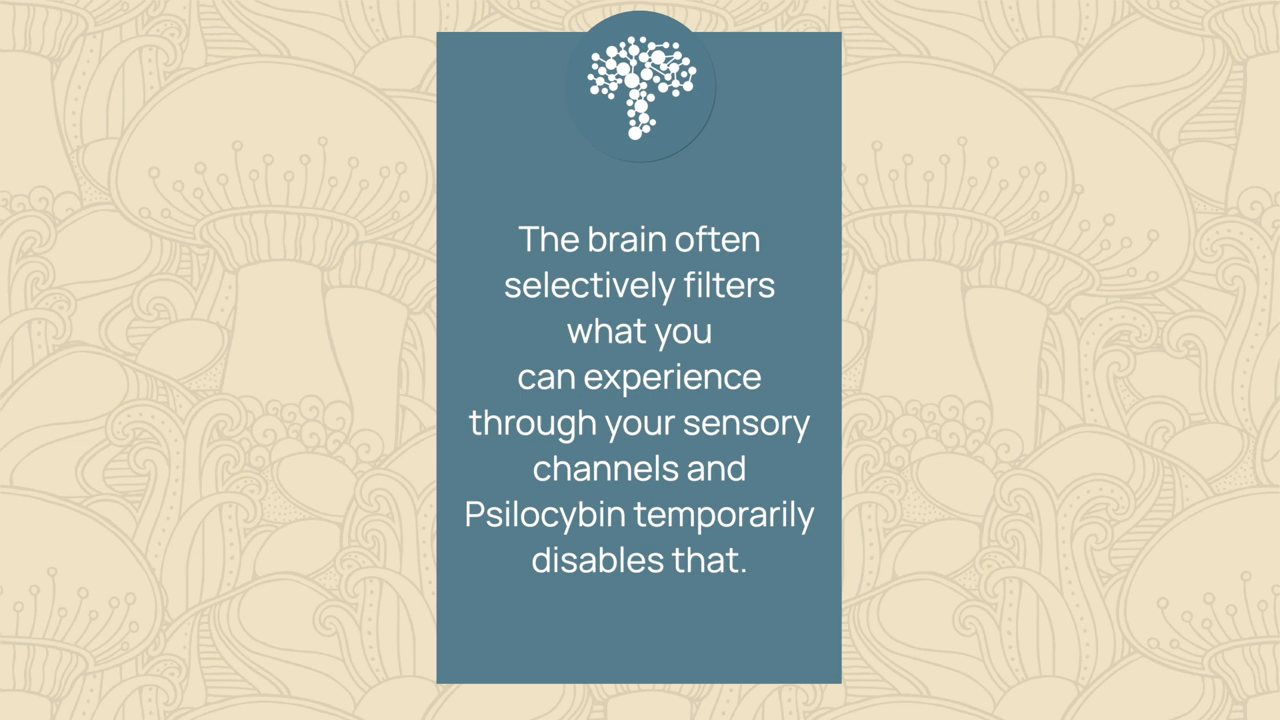 The brain often
selectively filters
what you
can experience
through your sensory
channels and
Psilocybin temporarily
disables that.